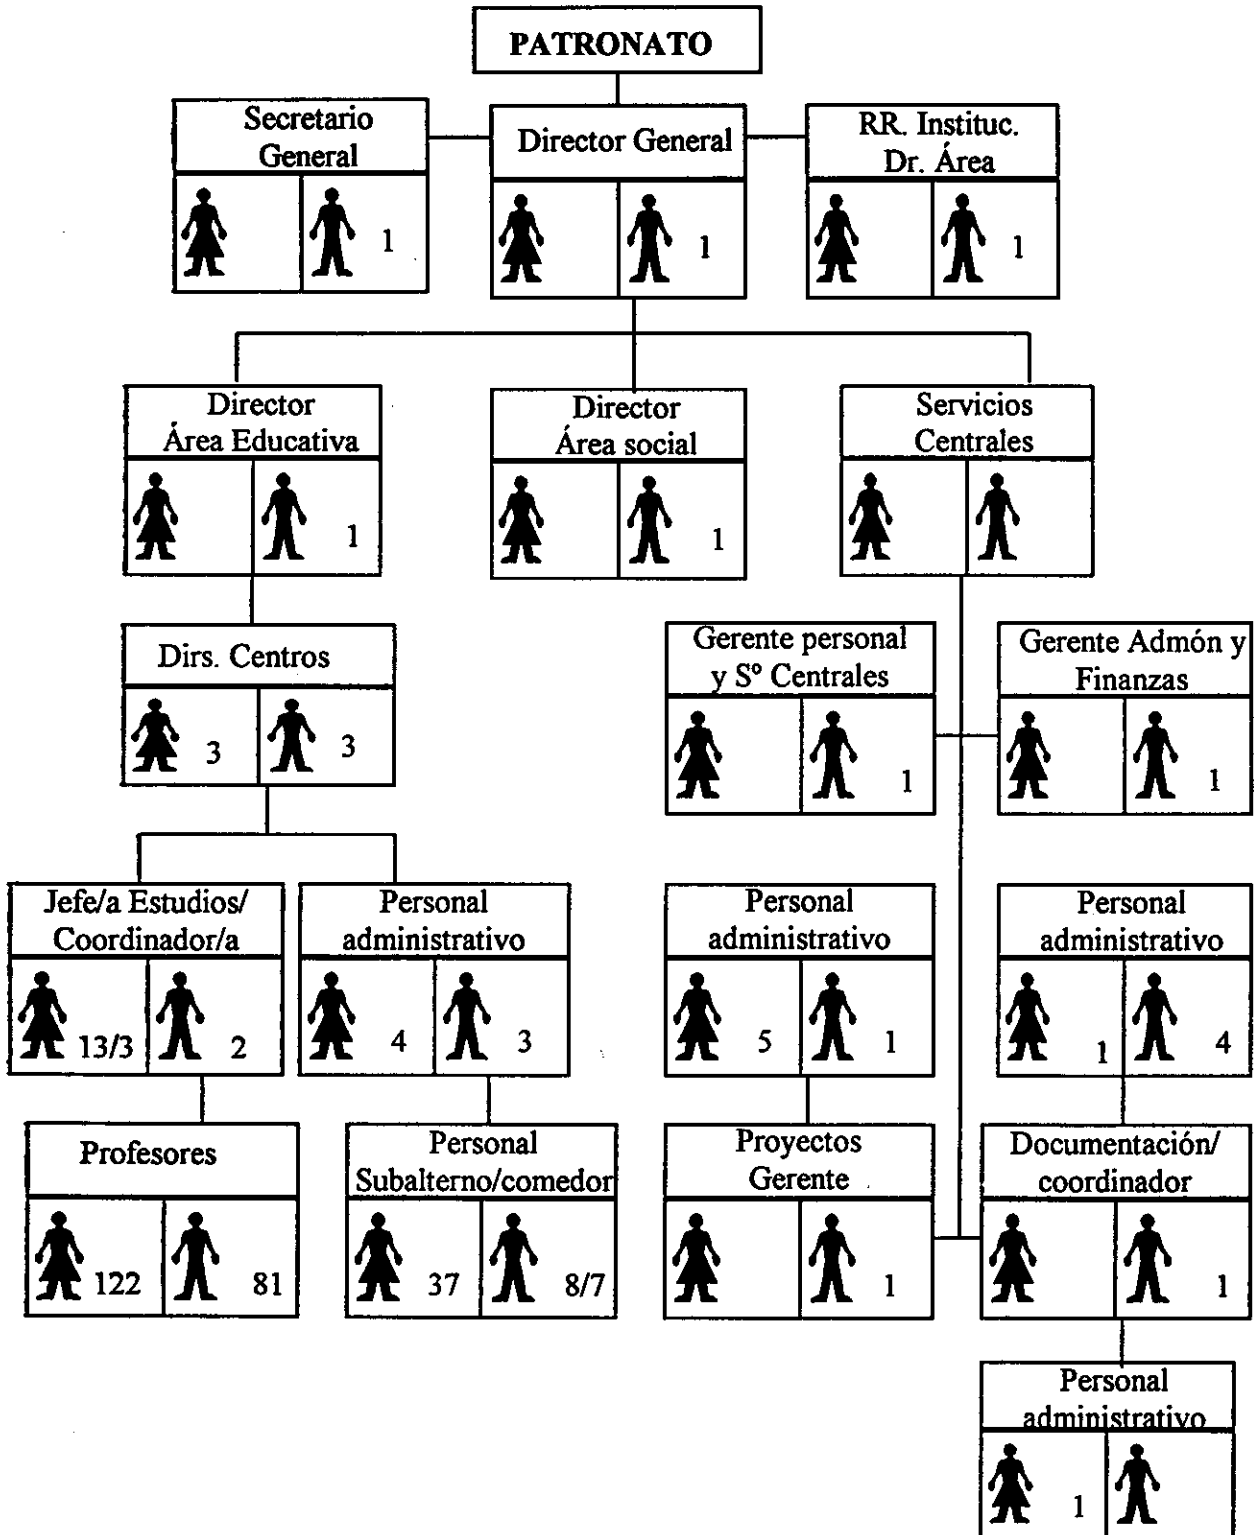 PATRONATO
Secretario
General
1
Director General
1
RR. Instituc.
Dr. Área
1
Director
Área Educativa
1
Director
Área social
1
Servicios
Centrales
Dirs. Centros
3
3
Gerente personal
y Sº Centrales
1
Gerente Admón y
Finanzas
1
Jefe/a Estudios/
Coordinador/a
13/3
2
Personal
administrativo
4
3
Personal
administrativo
5
1
Personal
administrativo
1
4
Profesores
122
81
Personal
Subalterno/comedor
37
8/7
Proyectos
Gerente
1
Documentación/
coordinador
1
Personal
administrativo
1